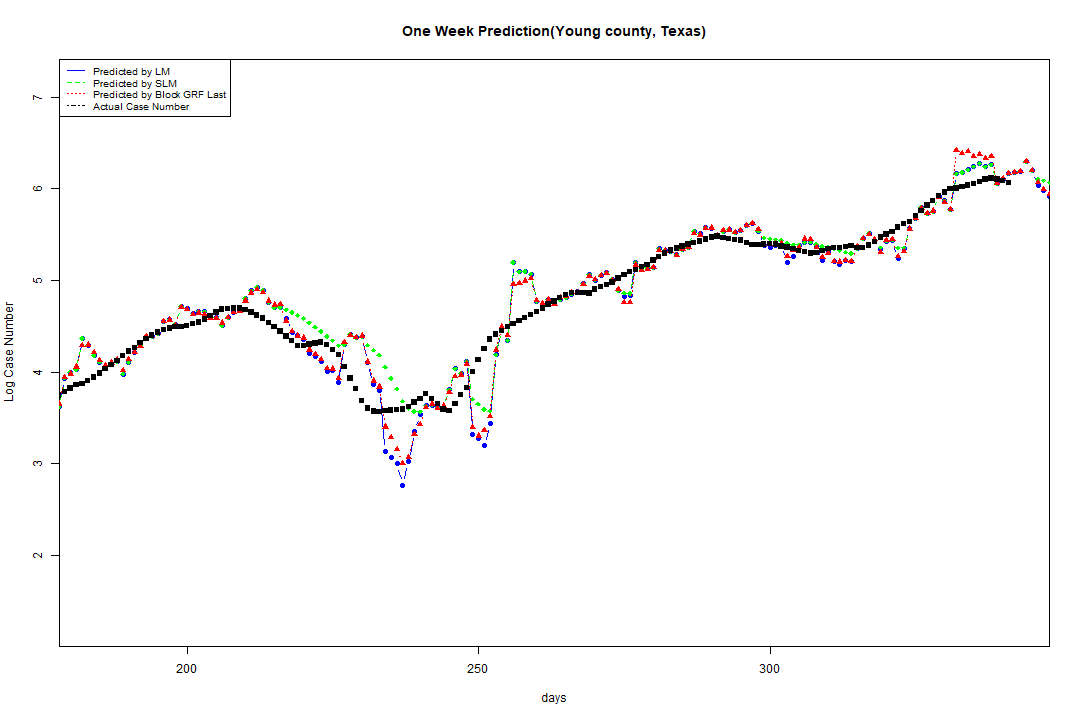 One Week Prediction(Young county, Texas)
Predicted by LM
Predicted by SLM
Predicted by Block GRF Last
Actual Case Number
7
6
5
4
3
2
Log Case Number
200 250 300
days